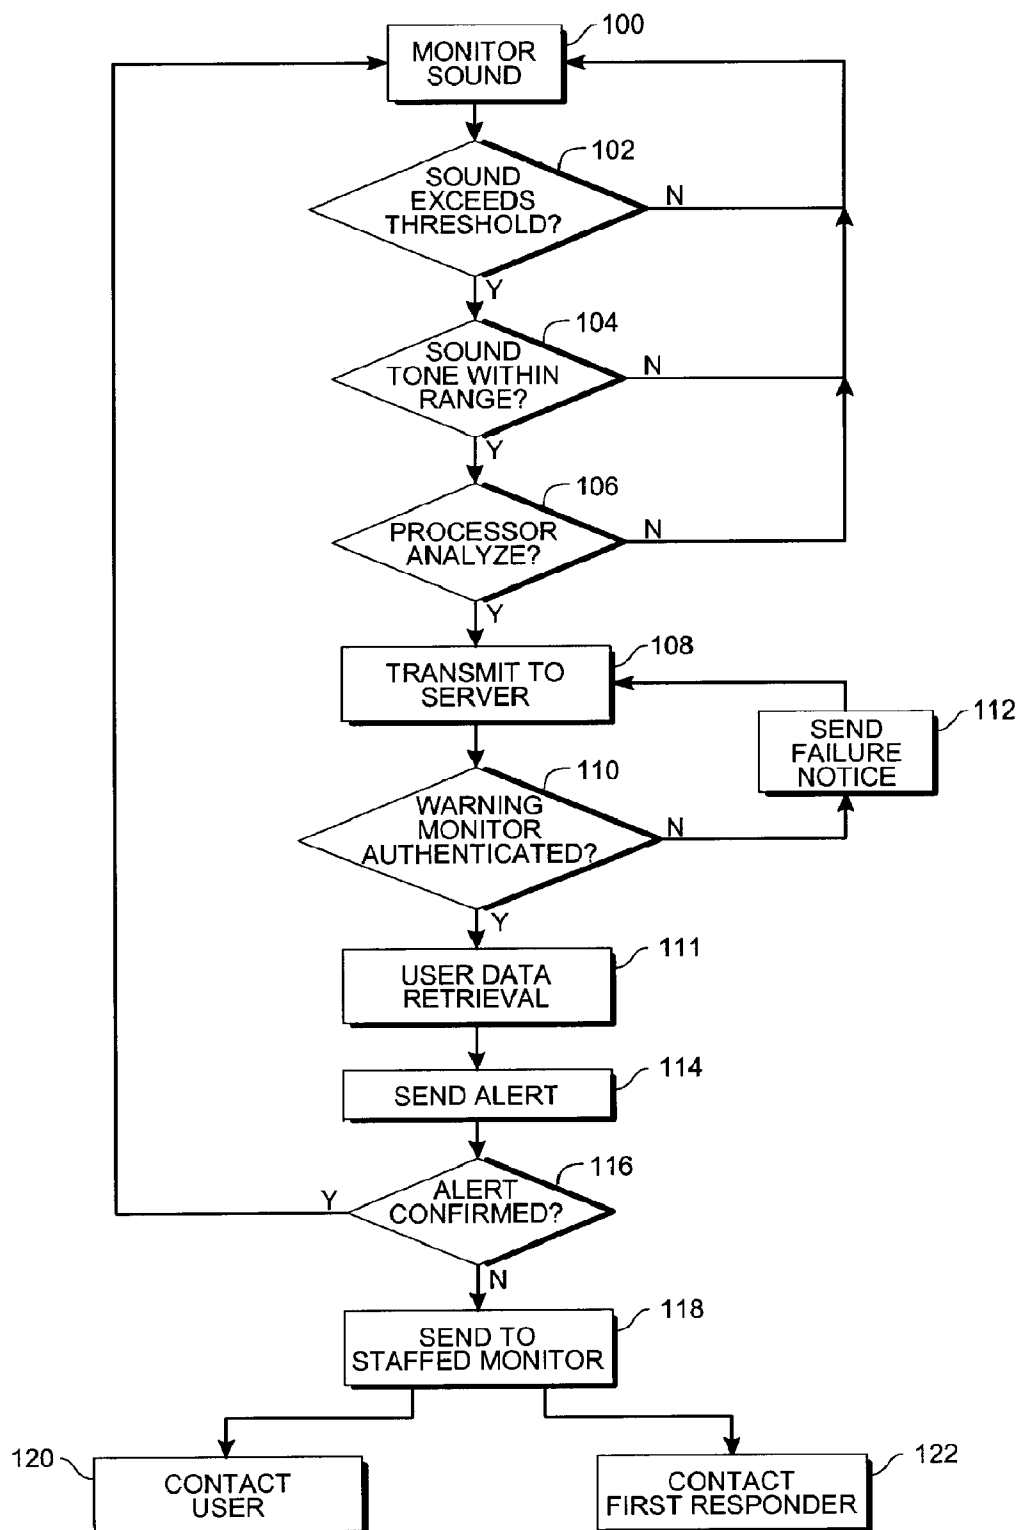 100
MONITOR
SOUND
102
SOUND
EXCEEDS
THRESHOLD?
N
Y
104
SOUND
TONE WITHIN
RANGE?
N
Y
106
PROCESSOR
ANALYZE?
N
Y
108
TRANSMIT TO
SERVER
112
SEND
FAILURE
NOTICE
110
WARNING
MONITOR
AUTHENTICATED?
N
Y
111
USER DATA
RETRIEVAL
114
SEND ALERT
116
ALERT
CONFIRMED?
Y
N
118
SEND TO
STAFFED MONITOR
120
CONTACT
USER
122
CONTACT
FIRST RESPONDER